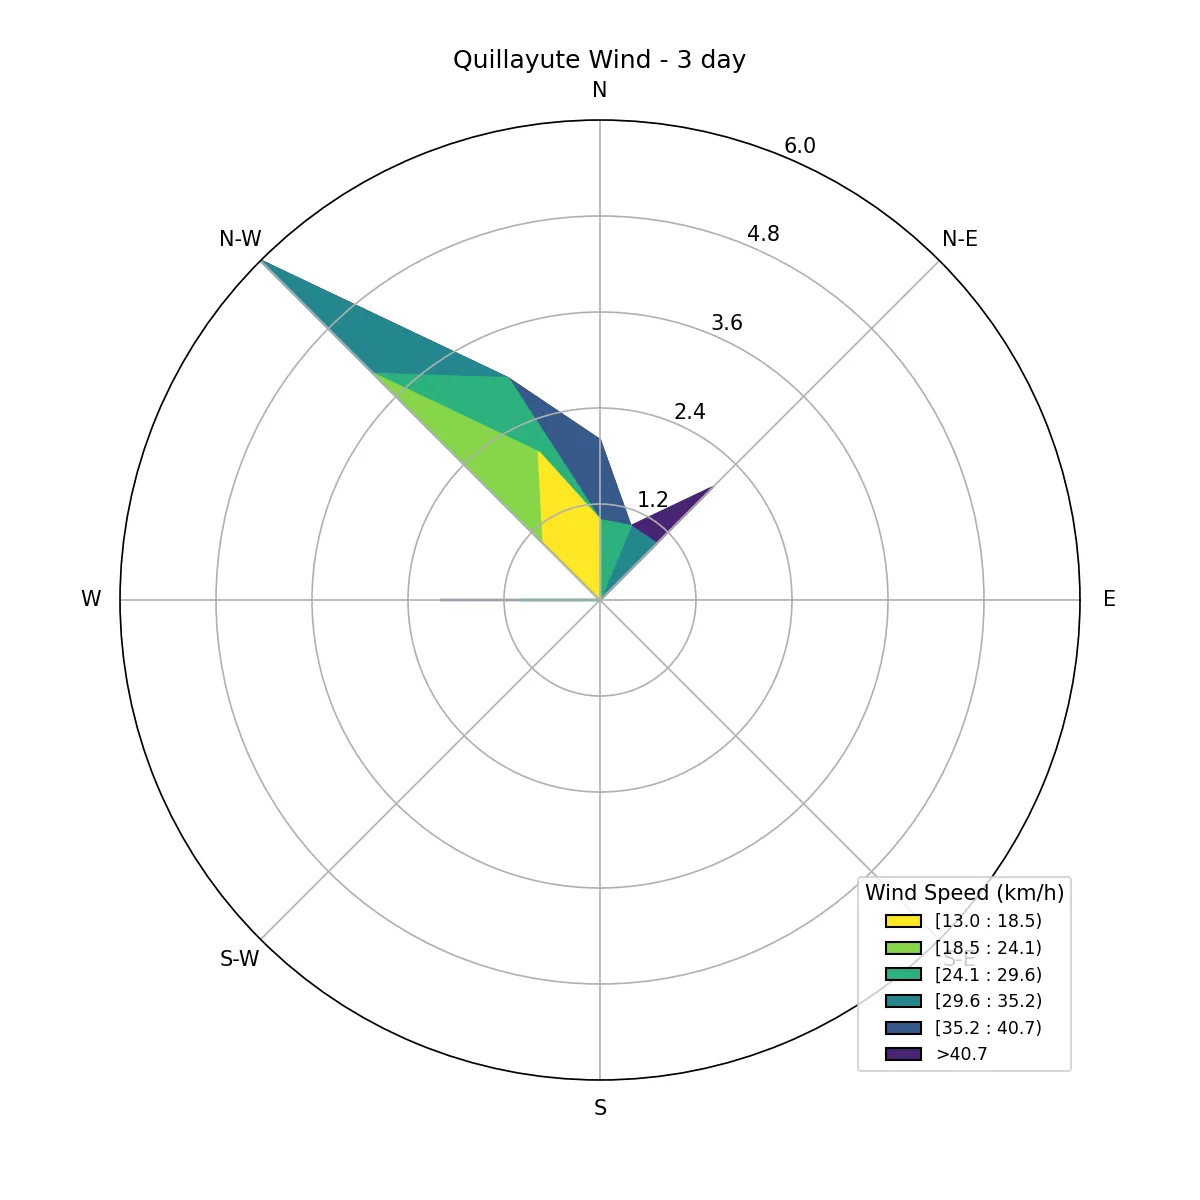 Quillayute Wind - 3 day
N
6.0
4.8
N-W
N-E
3.6
2.4
1.2
W
E
Wind Speed (km/h)
[13.0 : 18.5)
[18.5 : 24.1)
S-W
S-E
[24.1 : 29.6)
[29.6 : 35.2)
[35.2 : 40.7)
>40.7
S